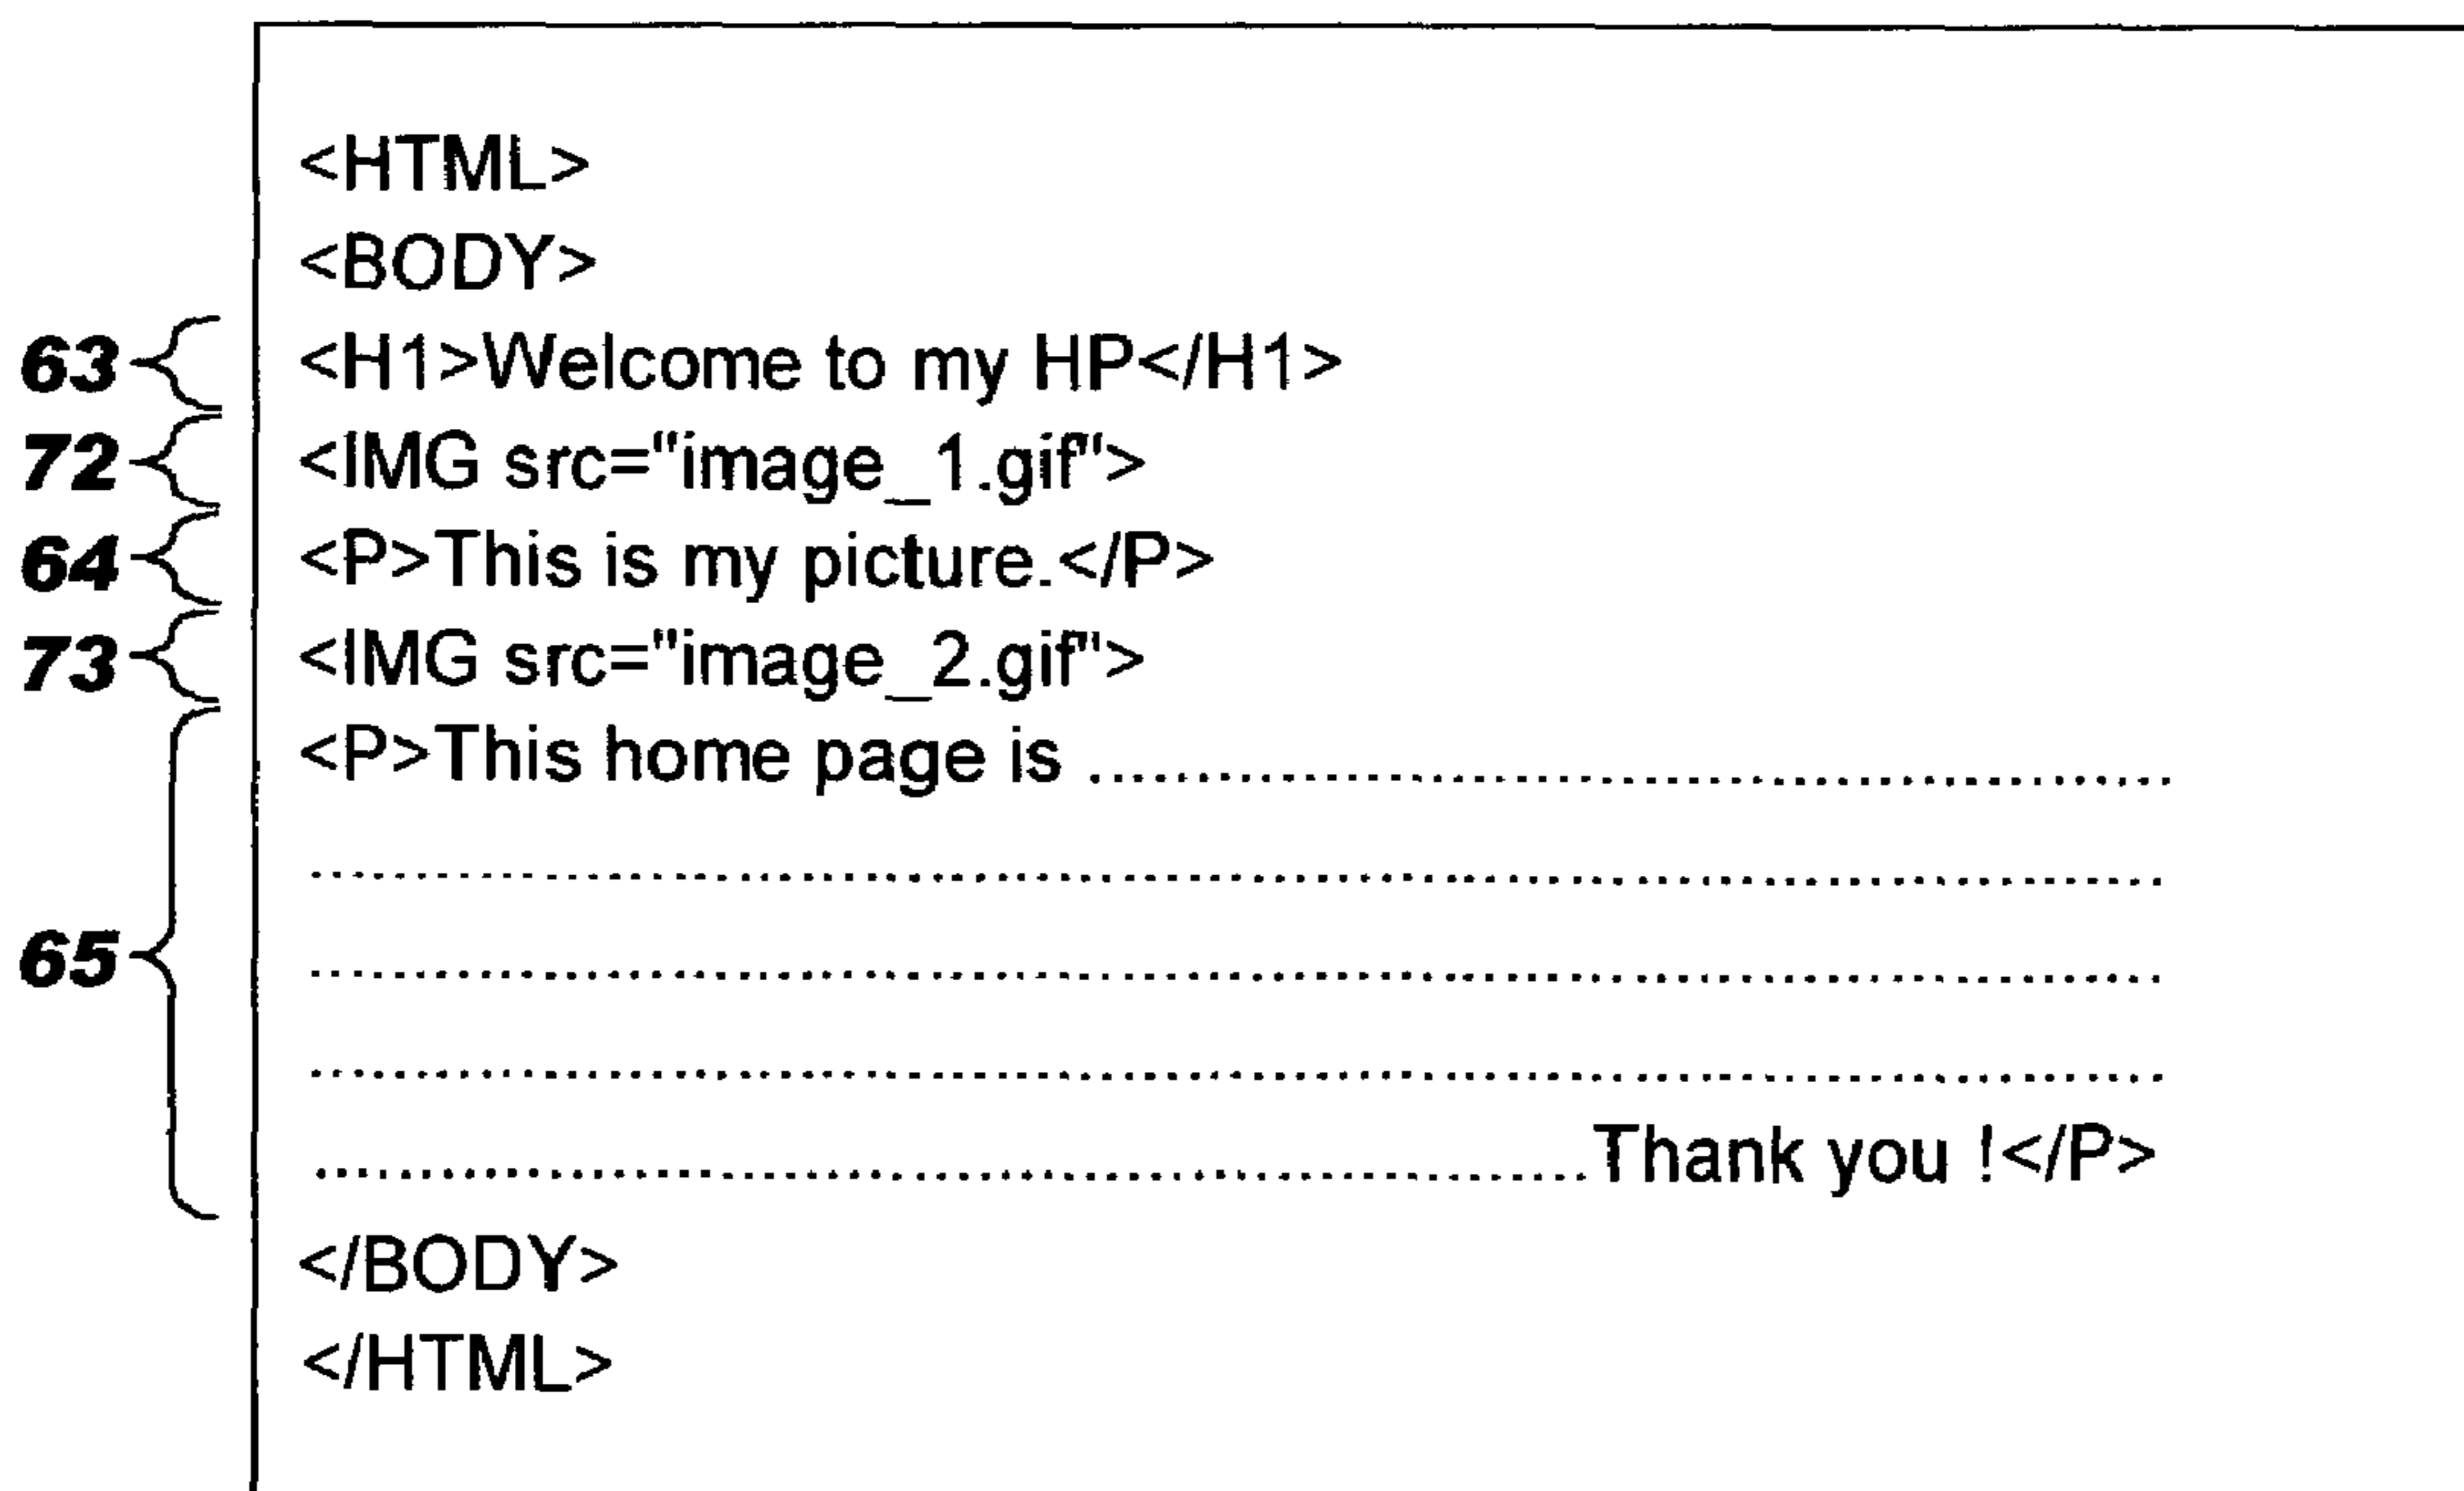 <HTML>
<BODY>
63 <H1>Welcome to my HP</H1>
72 <IMG src="image_1.gif">
64 <P>This is my picture.</P>
73 <IMG src="image_2.gif">
<P>This home page is ..................................................
..........................................................................................
65 ..........................................................................................
..........................................................................................
..............................................................Thank you !</P>
</BODY>
</HTML>